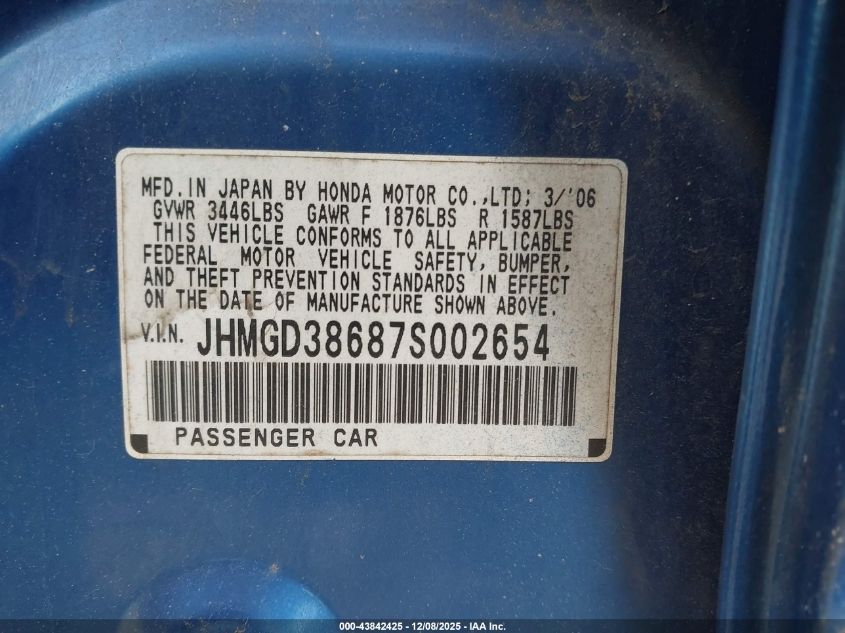 MFD. IN JAPAN BY HONDA MOTOR CO.,LTD; 3/'06
GVWR 3446LBS GAWR F 1876LBS R 1587LBS
THIS VEHICLE CONFORMS TO ALL APPLICABLE
FEDERAL MOTOR VEHICLE SAFETY, BUMPER,
AND THEFT PREVENTION STANDARDS IN EFFECT
ON THE DATE OF MANUFACTURE SHOWN ABOVE.
V.I.N. JHMGD38687S002654
PASSENGER CAR
000-43842425 - 12/08/2025 - IAA Inc.